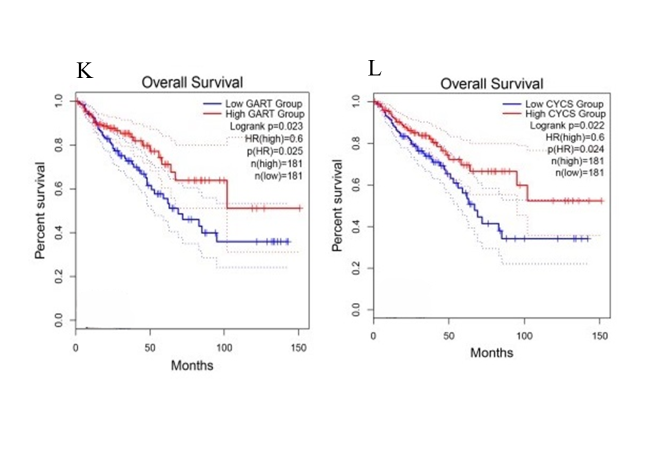 K
Overall Survival
Low GART Group
High GART Group
Logrank p=0.023
HR(high)=0.6
p(HR)=0.025
n(high)=181
n(low)=181
Percent survival
1.0
0.8
0.6
0.4
0.2
0.0
0 50 100 150
Months
L
Overall Survival
Low CYCS Group
High CYCS Group
Logrank p=0.022
HR(high)=0.6
p(HR)=0.024
n(high)=181
n(low)=181
Percent survival
1.0
0.8
0.6
0.4
0.2
0.0
0 50 100 150
Months